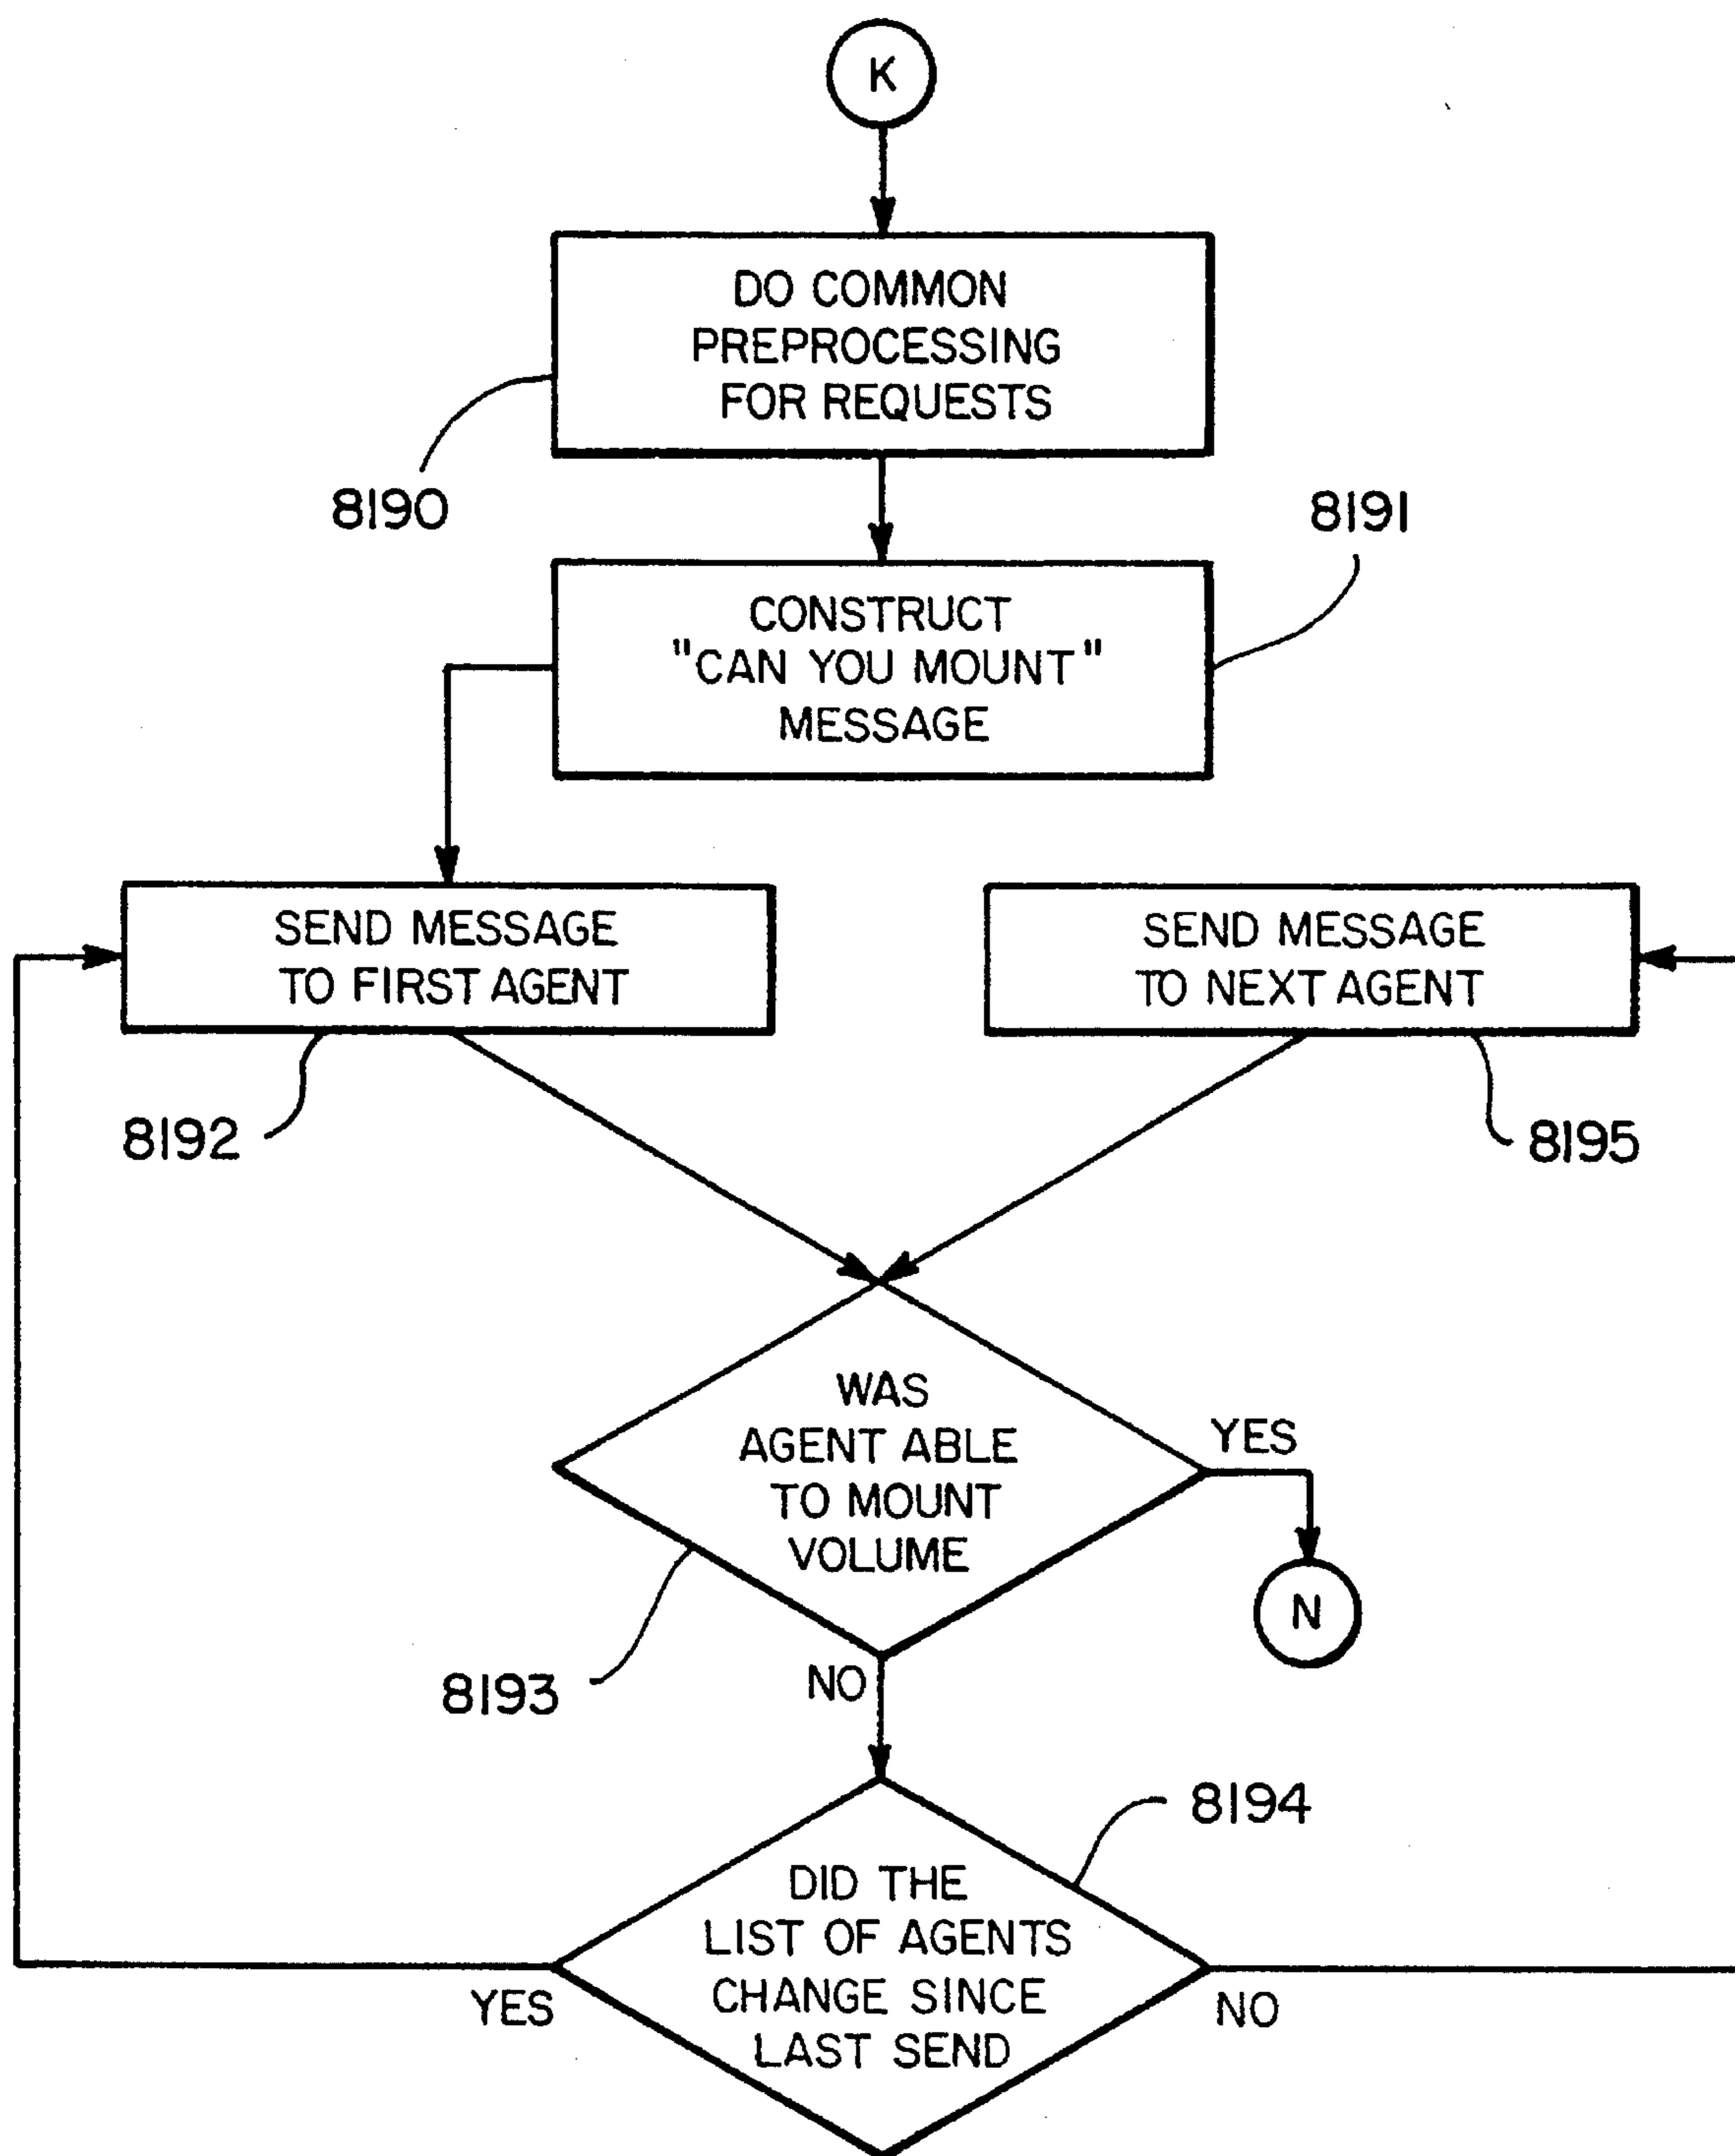 K
DO COMMON
PREPROCESSING
FOR REQUESTS
8190
8191
CONSTRUCT
"CAN YOU MOUNT"
MESSAGE
SEND MESSAGE
TO FIRST AGENT
SEND MESSAGE
TO NEXT AGENT
8192
8195
WAS
AGENT ABLE
TO MOUNT
VOLUME
YES
N
8193
NO
8194
DID THE
LIST OF AGENTS
CHANGE SINCE
LAST SEND
YES
NO